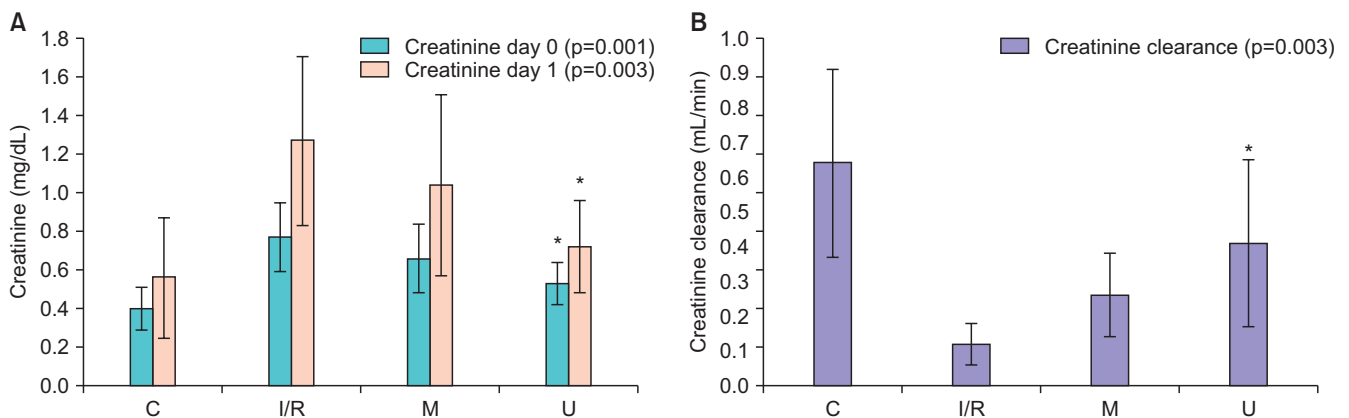 A
Creatinine (mg/dL)
1.8
1.6
1.4
1.2
1.0
0.8
0.6
0.4
0.2
0.0
Creatinine day 0 (p=0.001)
Creatinine day 1 (p=0.003)
*
*
C
I/R
M
U
B
Creatinine clearance (mL/min)
1.0
0.9
0.8
0.7
0.6
0.5
0.4
0.3
0.2
0.1
0.0
Creatinine clearance (p=0.003)
*
C
I/R
M
U